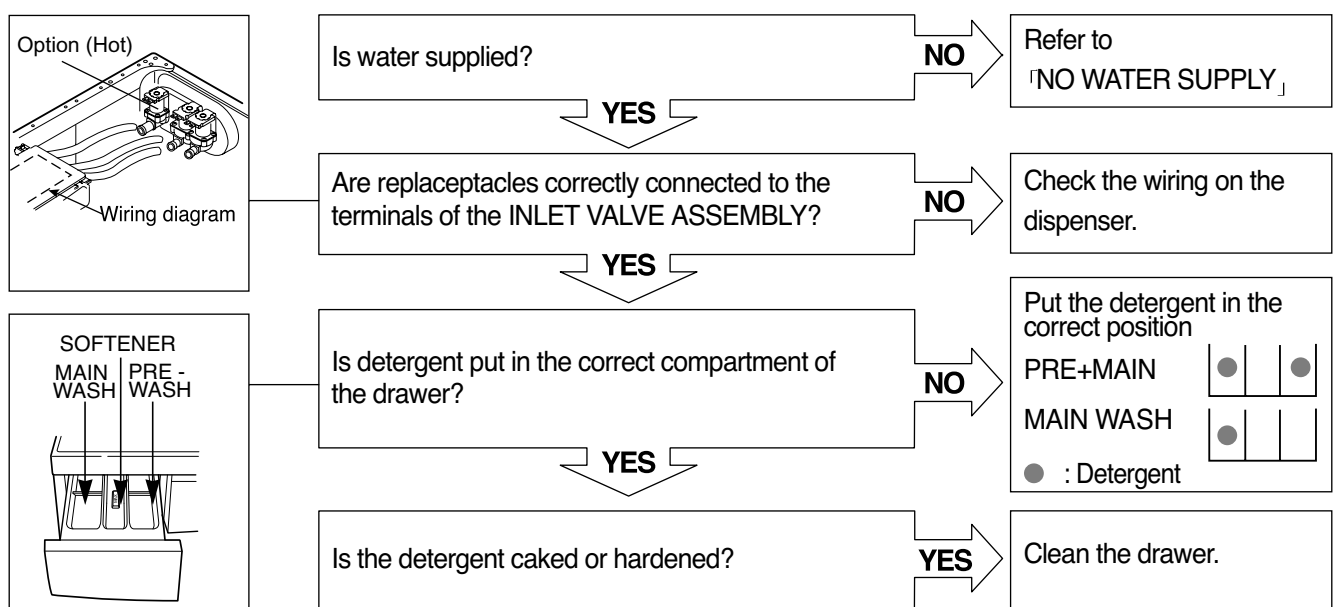 Option (Hot)
Wiring diagram
Is water supplied?
NO
Refer to
「NO WATER SUPPLY」
YES
Are replaceptacles correctly connected to the
terminals of the INLET VALVE ASSEMBLY?
NO
Check the wiring on the
dispenser.
YES
SOFTENER
MAIN PRE -
WASH WASH
Is detergent put in the correct compartment of
the drawer?
NO
Put the detergent in the
correct position
PRE+MAIN
MAIN WASH
: Detergent
YES
Is the detergent caked or hardened?
YES
Clean the drawer.